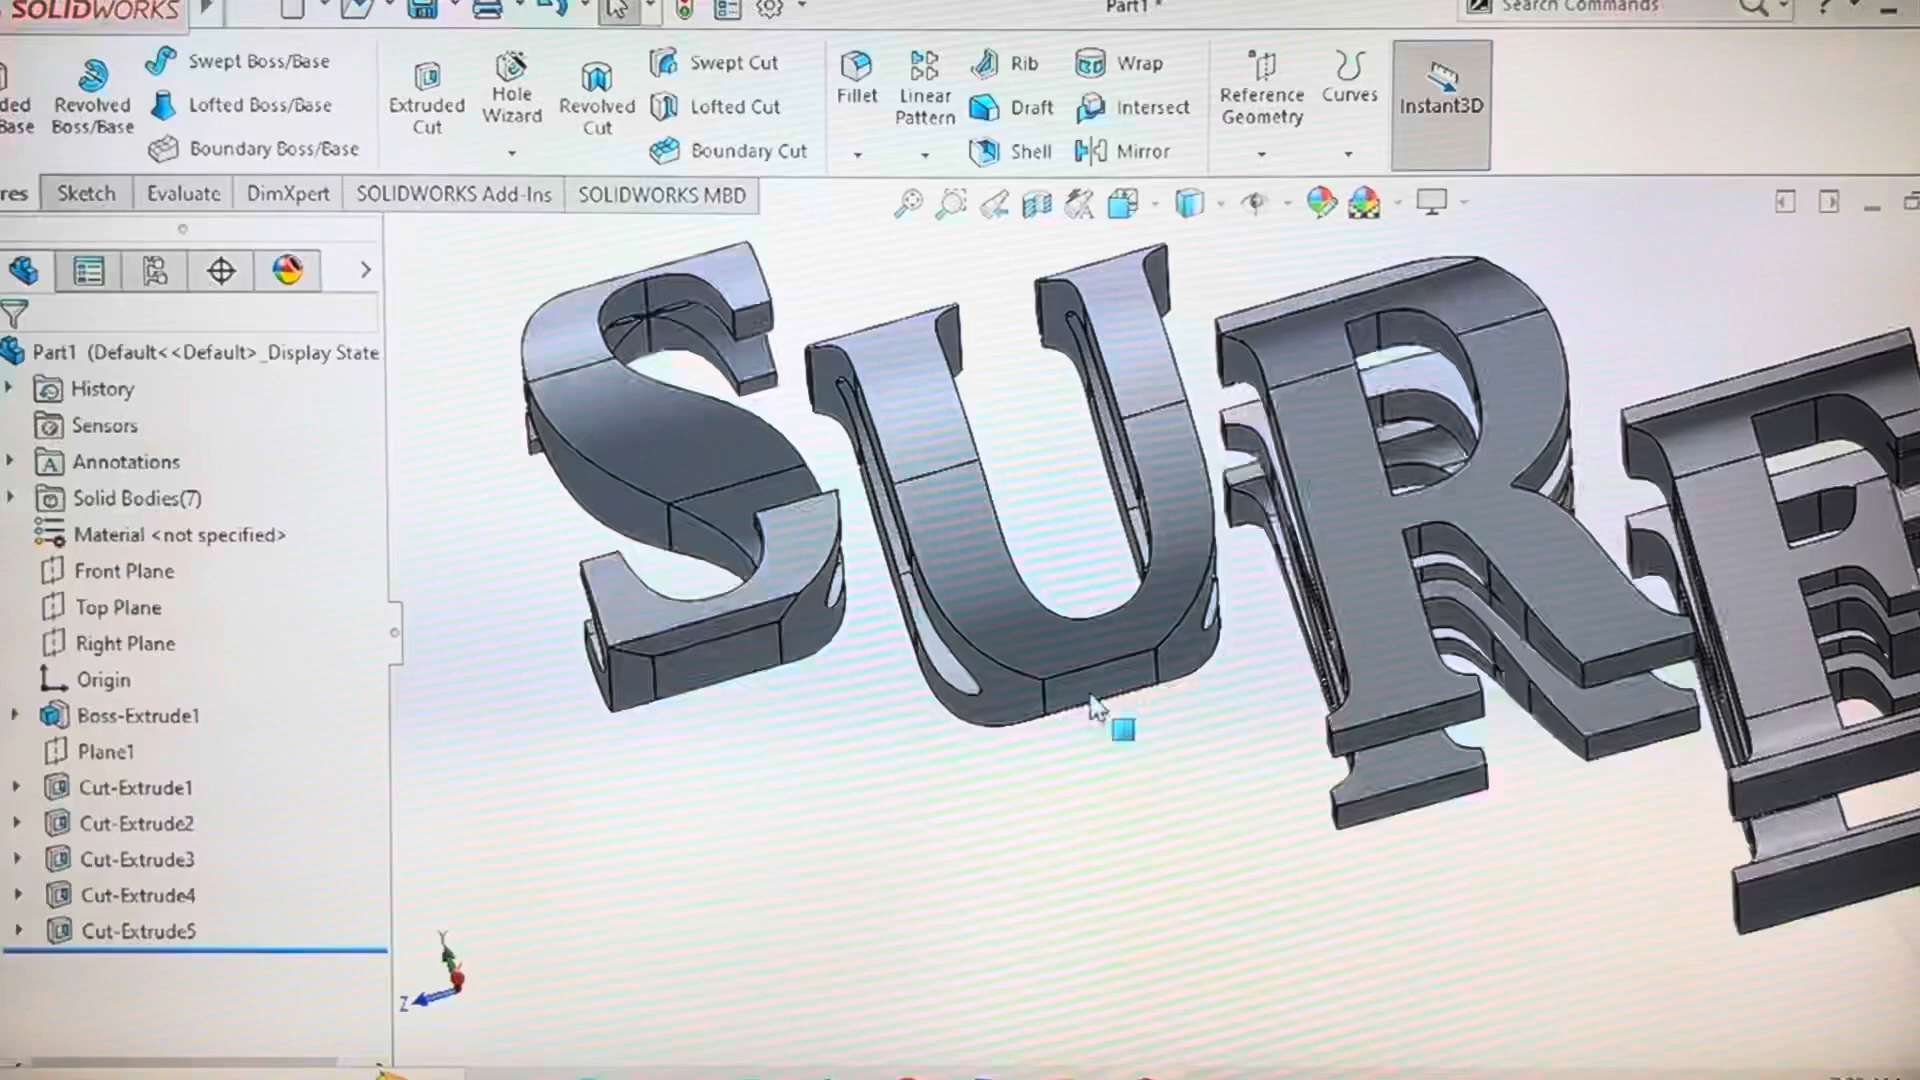 SOLIDWORKS
Part1 *
Search Commands
?
Revolved
Boss/Base
Swept Boss/Base
Lofted Boss/Base
Boundary Boss/Base
Extruded
Cut
Hole
Wizard
Revolved
Cut
Swept Cut
Lofted Cut
Boundary Cut
Fillet
Linear
Pattern
Rib
Draft
Shell
Wrap
Intersect
Mirror
Reference
Geometry
Curves
Instant3D
res
Sketch
Evaluate
DimXpert
SOLIDWORKS Add-Ins
SOLIDWORKS MBD
Part1 (Default<<Default>_Display State
History
Sensors
A Annotations
Solid Bodies(7)
Material <not specified>
Front Plane
Top Plane
Right Plane
Origin
Boss-Extrude1
Plane1
Cut-Extrude1
Cut-Extrude2
Cut-Extrude3
Cut-Extrude4
Cut-Extrude5
SURE
Y
Z